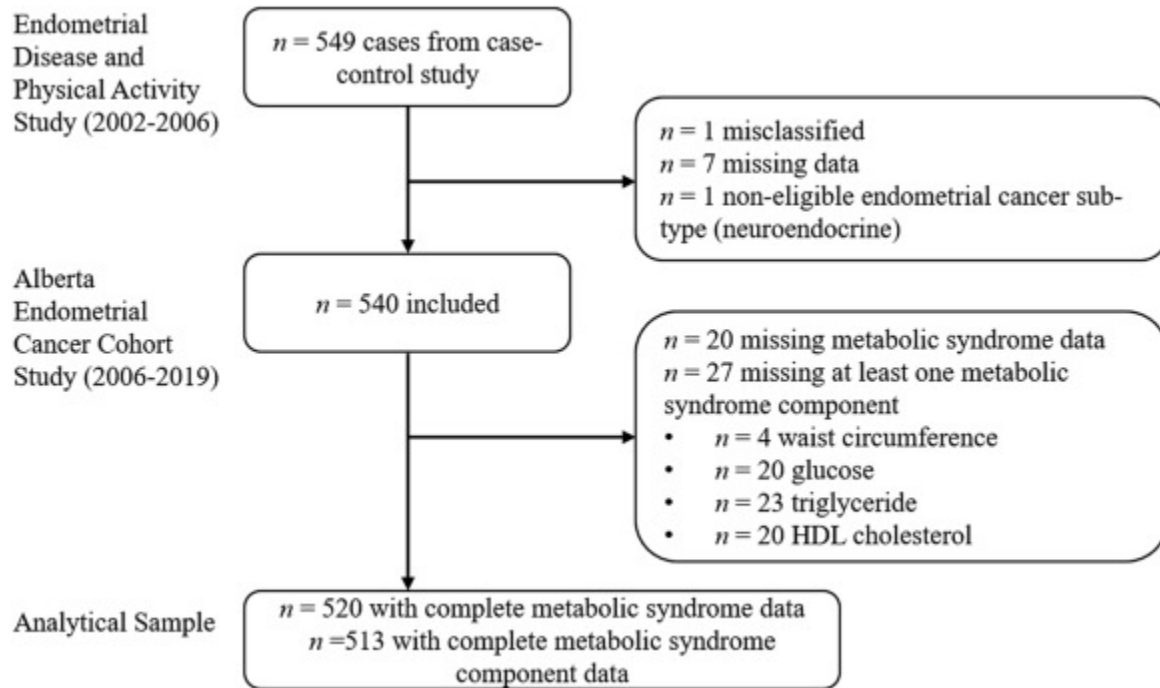 Endometrial
Disease and
Physical Activity
Study (2002-2006)
n = 549 cases from case-
control study
n = 1 misclassified
n = 7 missing data
n = 1 non-eligible endometrial cancer sub-
type (neuroendocrine)
Alberta
Endometrial
Cancer Cohort
Study (2006-2019)
n = 540 included
n = 20 missing metabolic syndrome data
n = 27 missing at least one metabolic
syndrome component
• n = 4 waist circumference
• n = 20 glucose
• n = 23 triglyceride
• n = 20 HDL cholesterol
Analytical Sample
n = 520 with complete metabolic syndrome data
n =513 with complete metabolic syndrome
component data